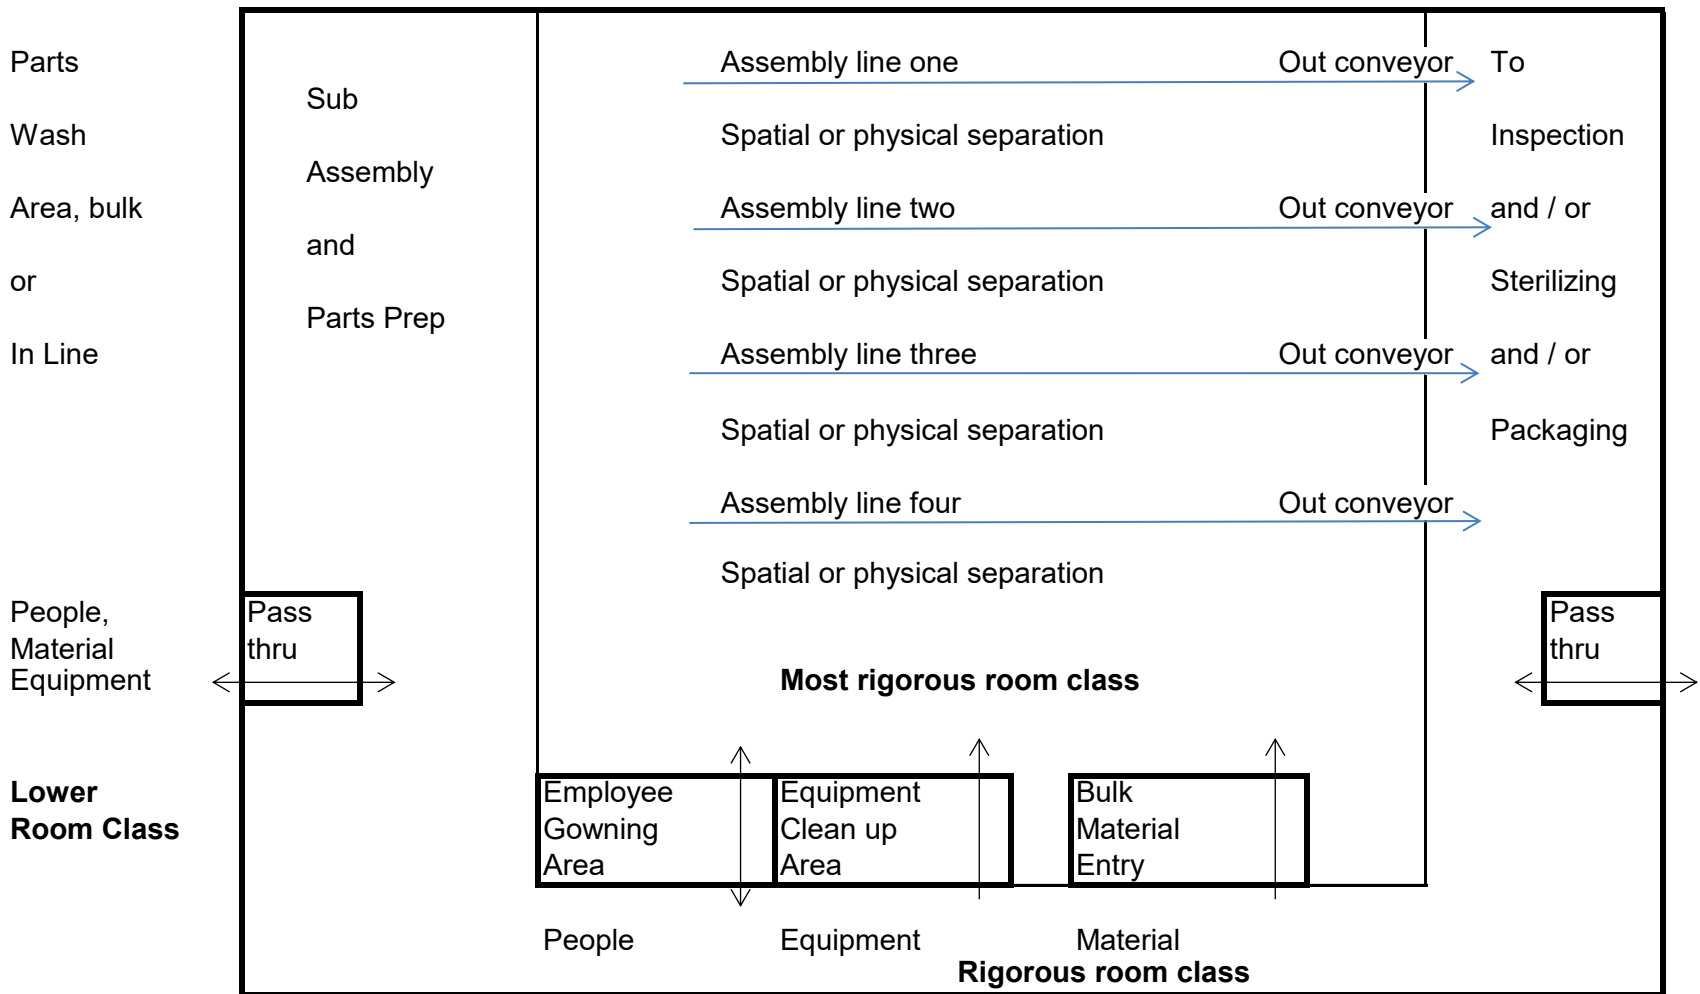 Parts
Wash
Area, bulk
or
In Line
Sub
Assembly
and
Parts Prep
Assembly line one
Out conveyor
Spatial or physical separation
Assembly line two
Out conveyor
Spatial or physical separation
Assembly line three
Out conveyor
Spatial or physical separation
Assembly line four
Out conveyor
Spatial or physical separation
To
Inspection
and / or
Sterilizing
and / or
Packaging
People,
Material
Equipment
Pass
thru
Most rigorous room class
Pass
thru
Lower
Room Class
Employee
Gowning
Area
Equipment
Clean up
Area
Bulk
Material
Entry
People
Equipment
Material
Rigorous room class